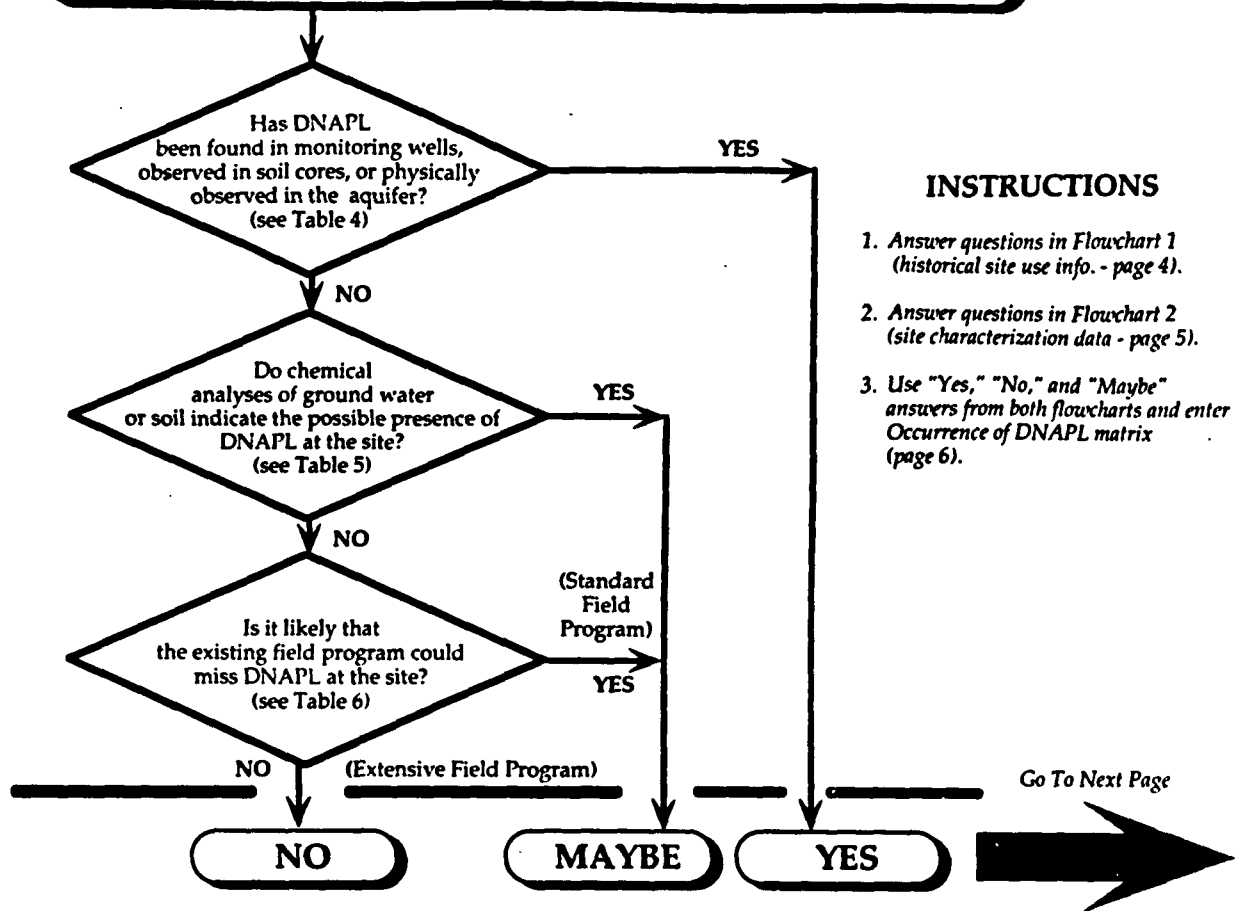 Has DNAPL
been found in monitoring wells,
observed in soil cores, or physically
observed in the aquifer?
(see Table 4)
YES
NO
Do chemical
analyses of ground water
or soil indicate the possible presence of
DNAPL at the site?
(see Table 5)
YES
NO
Is it likely that
the existing field program could
miss DNAPL at the site?
(see Table 6)
(Standard
Field
Program)
YES
NO
(Extensive Field Program)
NO
MAYBE
YES
INSTRUCTIONS
1. Answer questions in Flowchart 1
(historical site use info. - page 4).
2. Answer questions in Flowchart 2
(site characterization data - page 5).
3. Use "Yes," "No," and "Maybe"
answers from both flowcharts and enter
Occurrence of DNAPL matrix
(page 6).
Go To Next Page